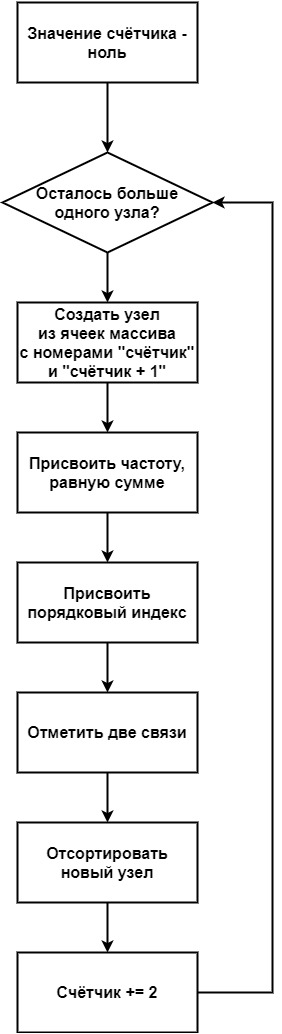 Значение счётчика -
ноль
Осталось больше
одного узла?
Создать узел
из ячеек массива
с номерами "счётчик"
и "счётчик + 1"
Присвоить частоту,
равную сумме
Присвоить
порядковый индекс
Отметить две связи
Отсортировать
новый узел
Счётчик += 2